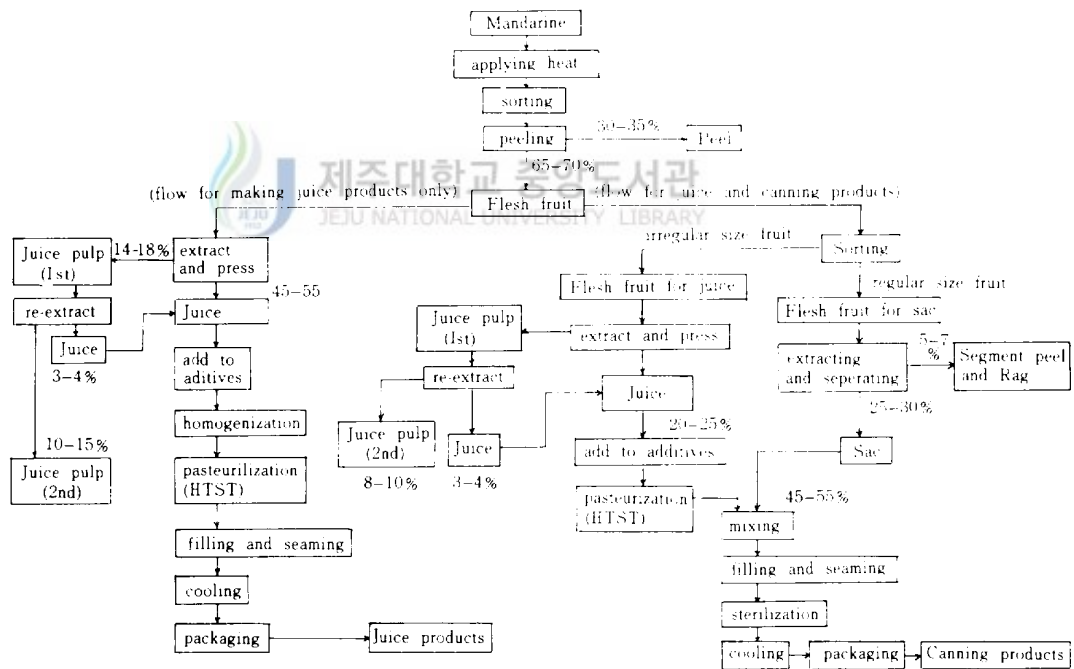 Mandarine
applying heat
sorting
peeling
30-35%
Peel
65-70%
제주대학교 중앙도서관
JEJU NATIONAL UNIVERSITY LIBRARY
JEJU
1952
(flow for making juice products only)
Flesh fruit
(flow for juice and canning products)
Juice pulp
(1st)
14-18%
extract
and press
45-55
re-extract
Juice
3-4%
Juice
add to
aditives
homogenization
10-15%
Juice pulp
(2nd)
pasteurilization
(HTST)
filling and seaming
cooling
packaging
Juice products
irregular size fruit
Sorting
regular size fruit
Flesh fruit for juice
Flesh fruit for sac
Juice pulp
(1st)
extract and press
extracting
and seperating
5-7
%
Segment peel
and Rag
re-extract
Juice
25-30%
20-25%
Juice pulp
(2nd)
8-10%
Juice
3-4%
add to additives
Sac
pasteurization
(HTST)
45-55%
mixing
filling and seaming
sterilization
cooling
packaging
Canning products